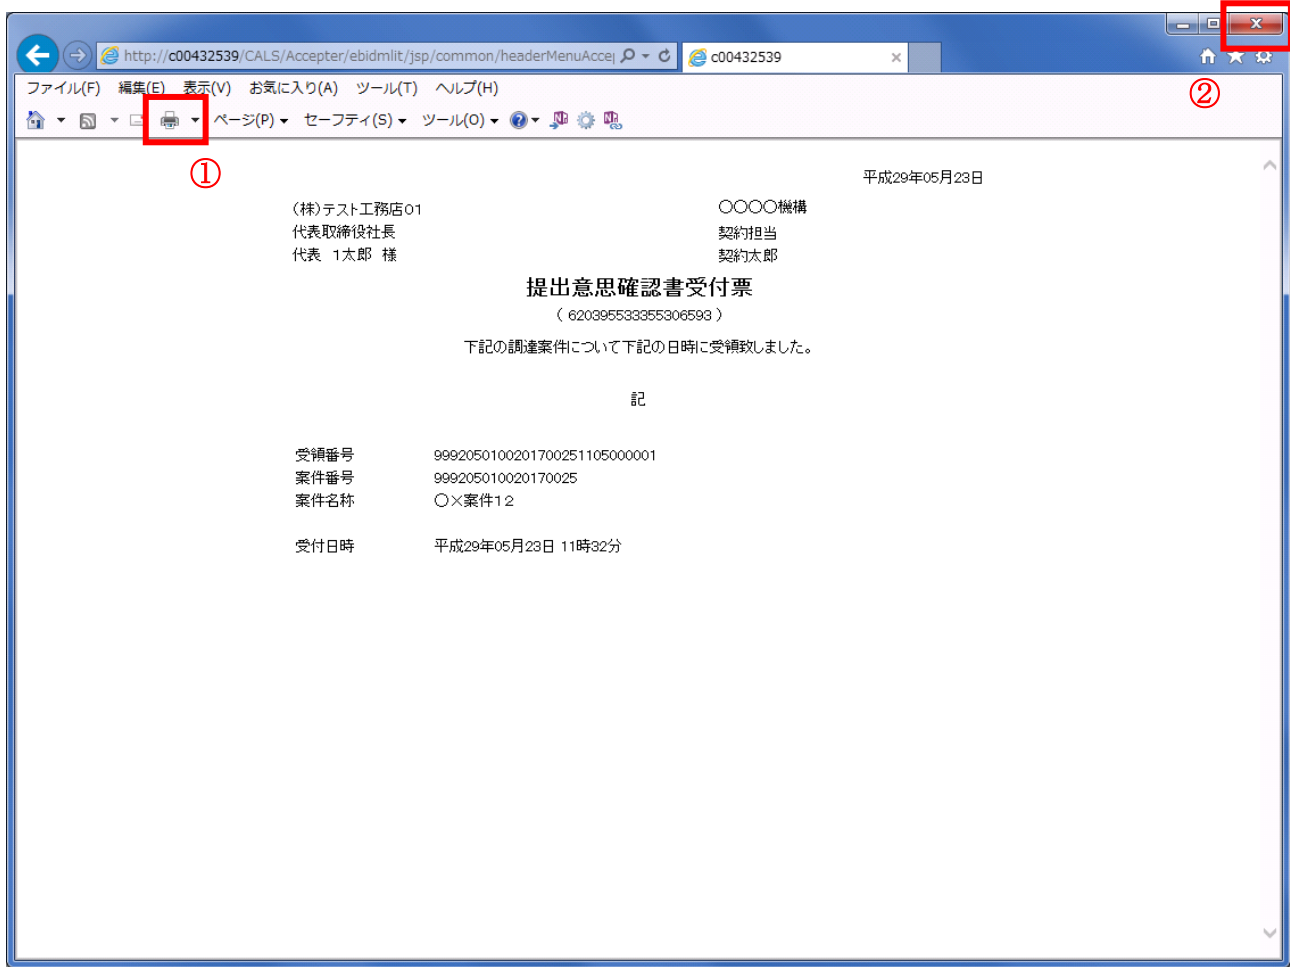 ②
http://c00432539/CALS/Accepter/ebidmlit/jsp/common/headerMenuAccej
c00432539
ファイル(F) 編集(E) 表示(V) お気に入り(A) ツール(T) ヘルプ(H)
ページ(P) セーフティ(S) ツール(O)
①
平成29年05月23日
(株)テスト工務店01
代表取締役社長
代表 1太郎 様
〇〇〇〇機構
契約担当
契約太郎
提出意思確認書受付票
( 620395533355306593 )
下記の調達案件について下記の日時に受領致しました。
記
受領番号 9992050100201700251105000001
案件番号 999205010020170025
案件名称 〇×案件12
受付日時 平成29年05月23日 11時32分